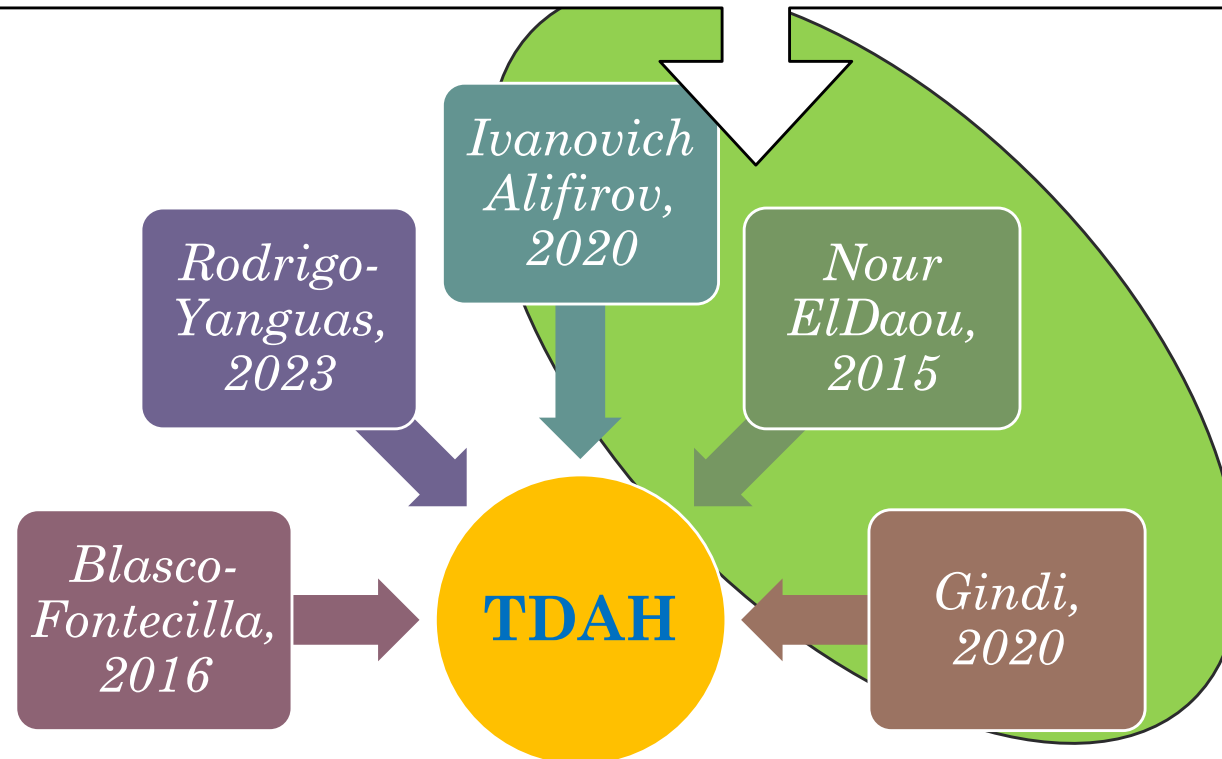 Ivanovich
Alifirov,
2020
Rodrigo-
Yanguas,
2023
Nour
ElDaou,
2015
Blasco-
Fontecilla,
2016
TDAH
Gindi,
2020